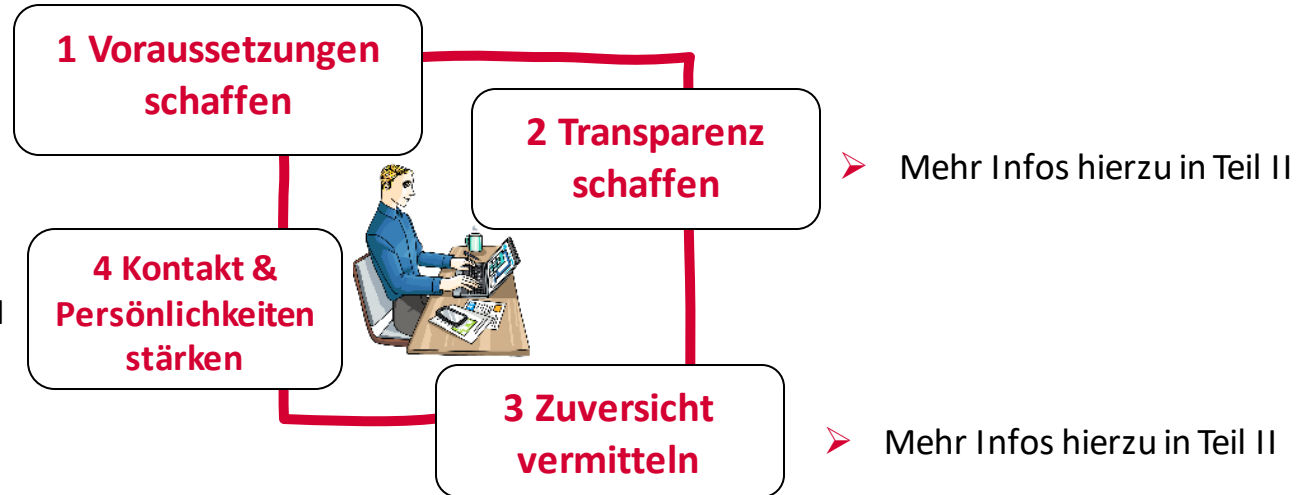 1 Voraussetzungen
schaffen
2 Transparenz
schaffen
Mehr Infos hierzu in Teil II
4 Kontakt &
Persönlichkeiten
stärken
3 Zuversicht
vermitteln
Mehr Infos hierzu in Teil II